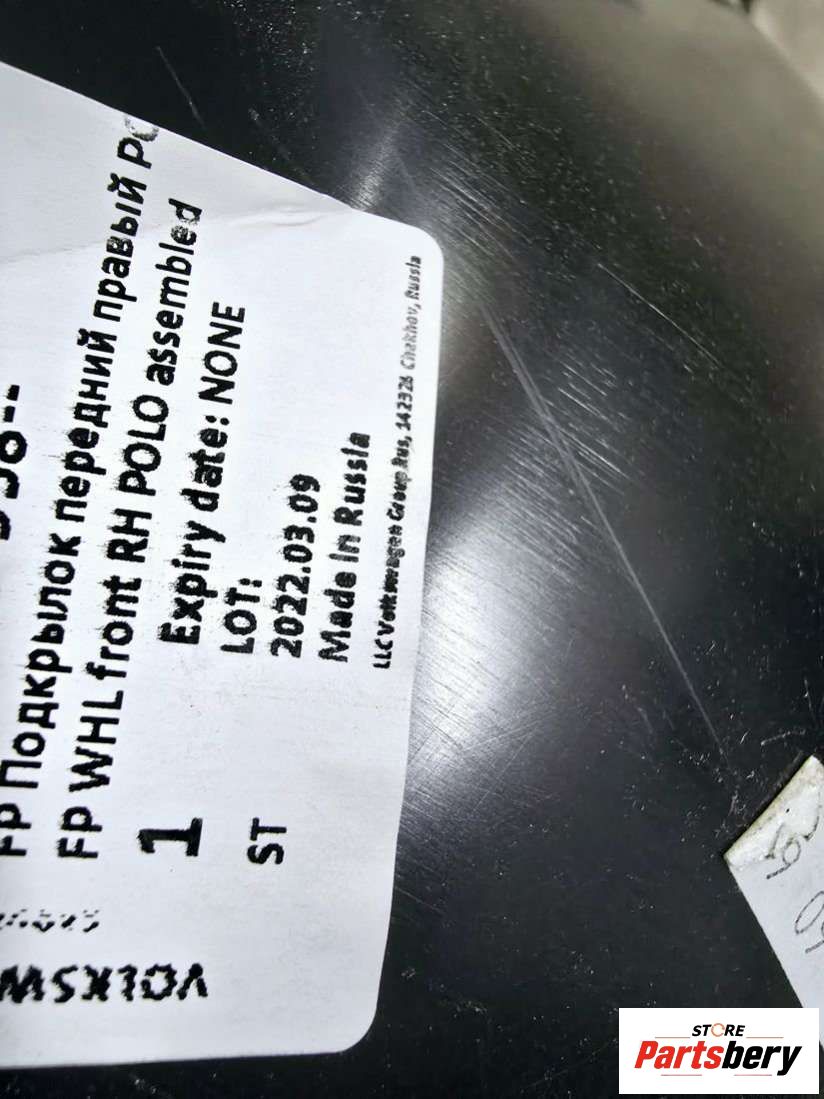 FP Подкрылок передний правый
FP WHL front RH POLO assembled
Expiry date: NONE
LOT:
2022.03.09
Made in Russia
LLC Volkswagen Group Rus, 142326 Chekhov, Russia
1
ST
VOLKSW
STORE
Partsbery